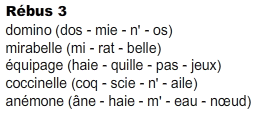 Rébus 3
domino (dos - mie - n' - os)
mirabelle (mi - rat - belle)
équipage (haie - quille - pas - jeux)
coccinelle (coq - scie - n' - aile)
anémone (âne - haie - m' - eau - nœud)